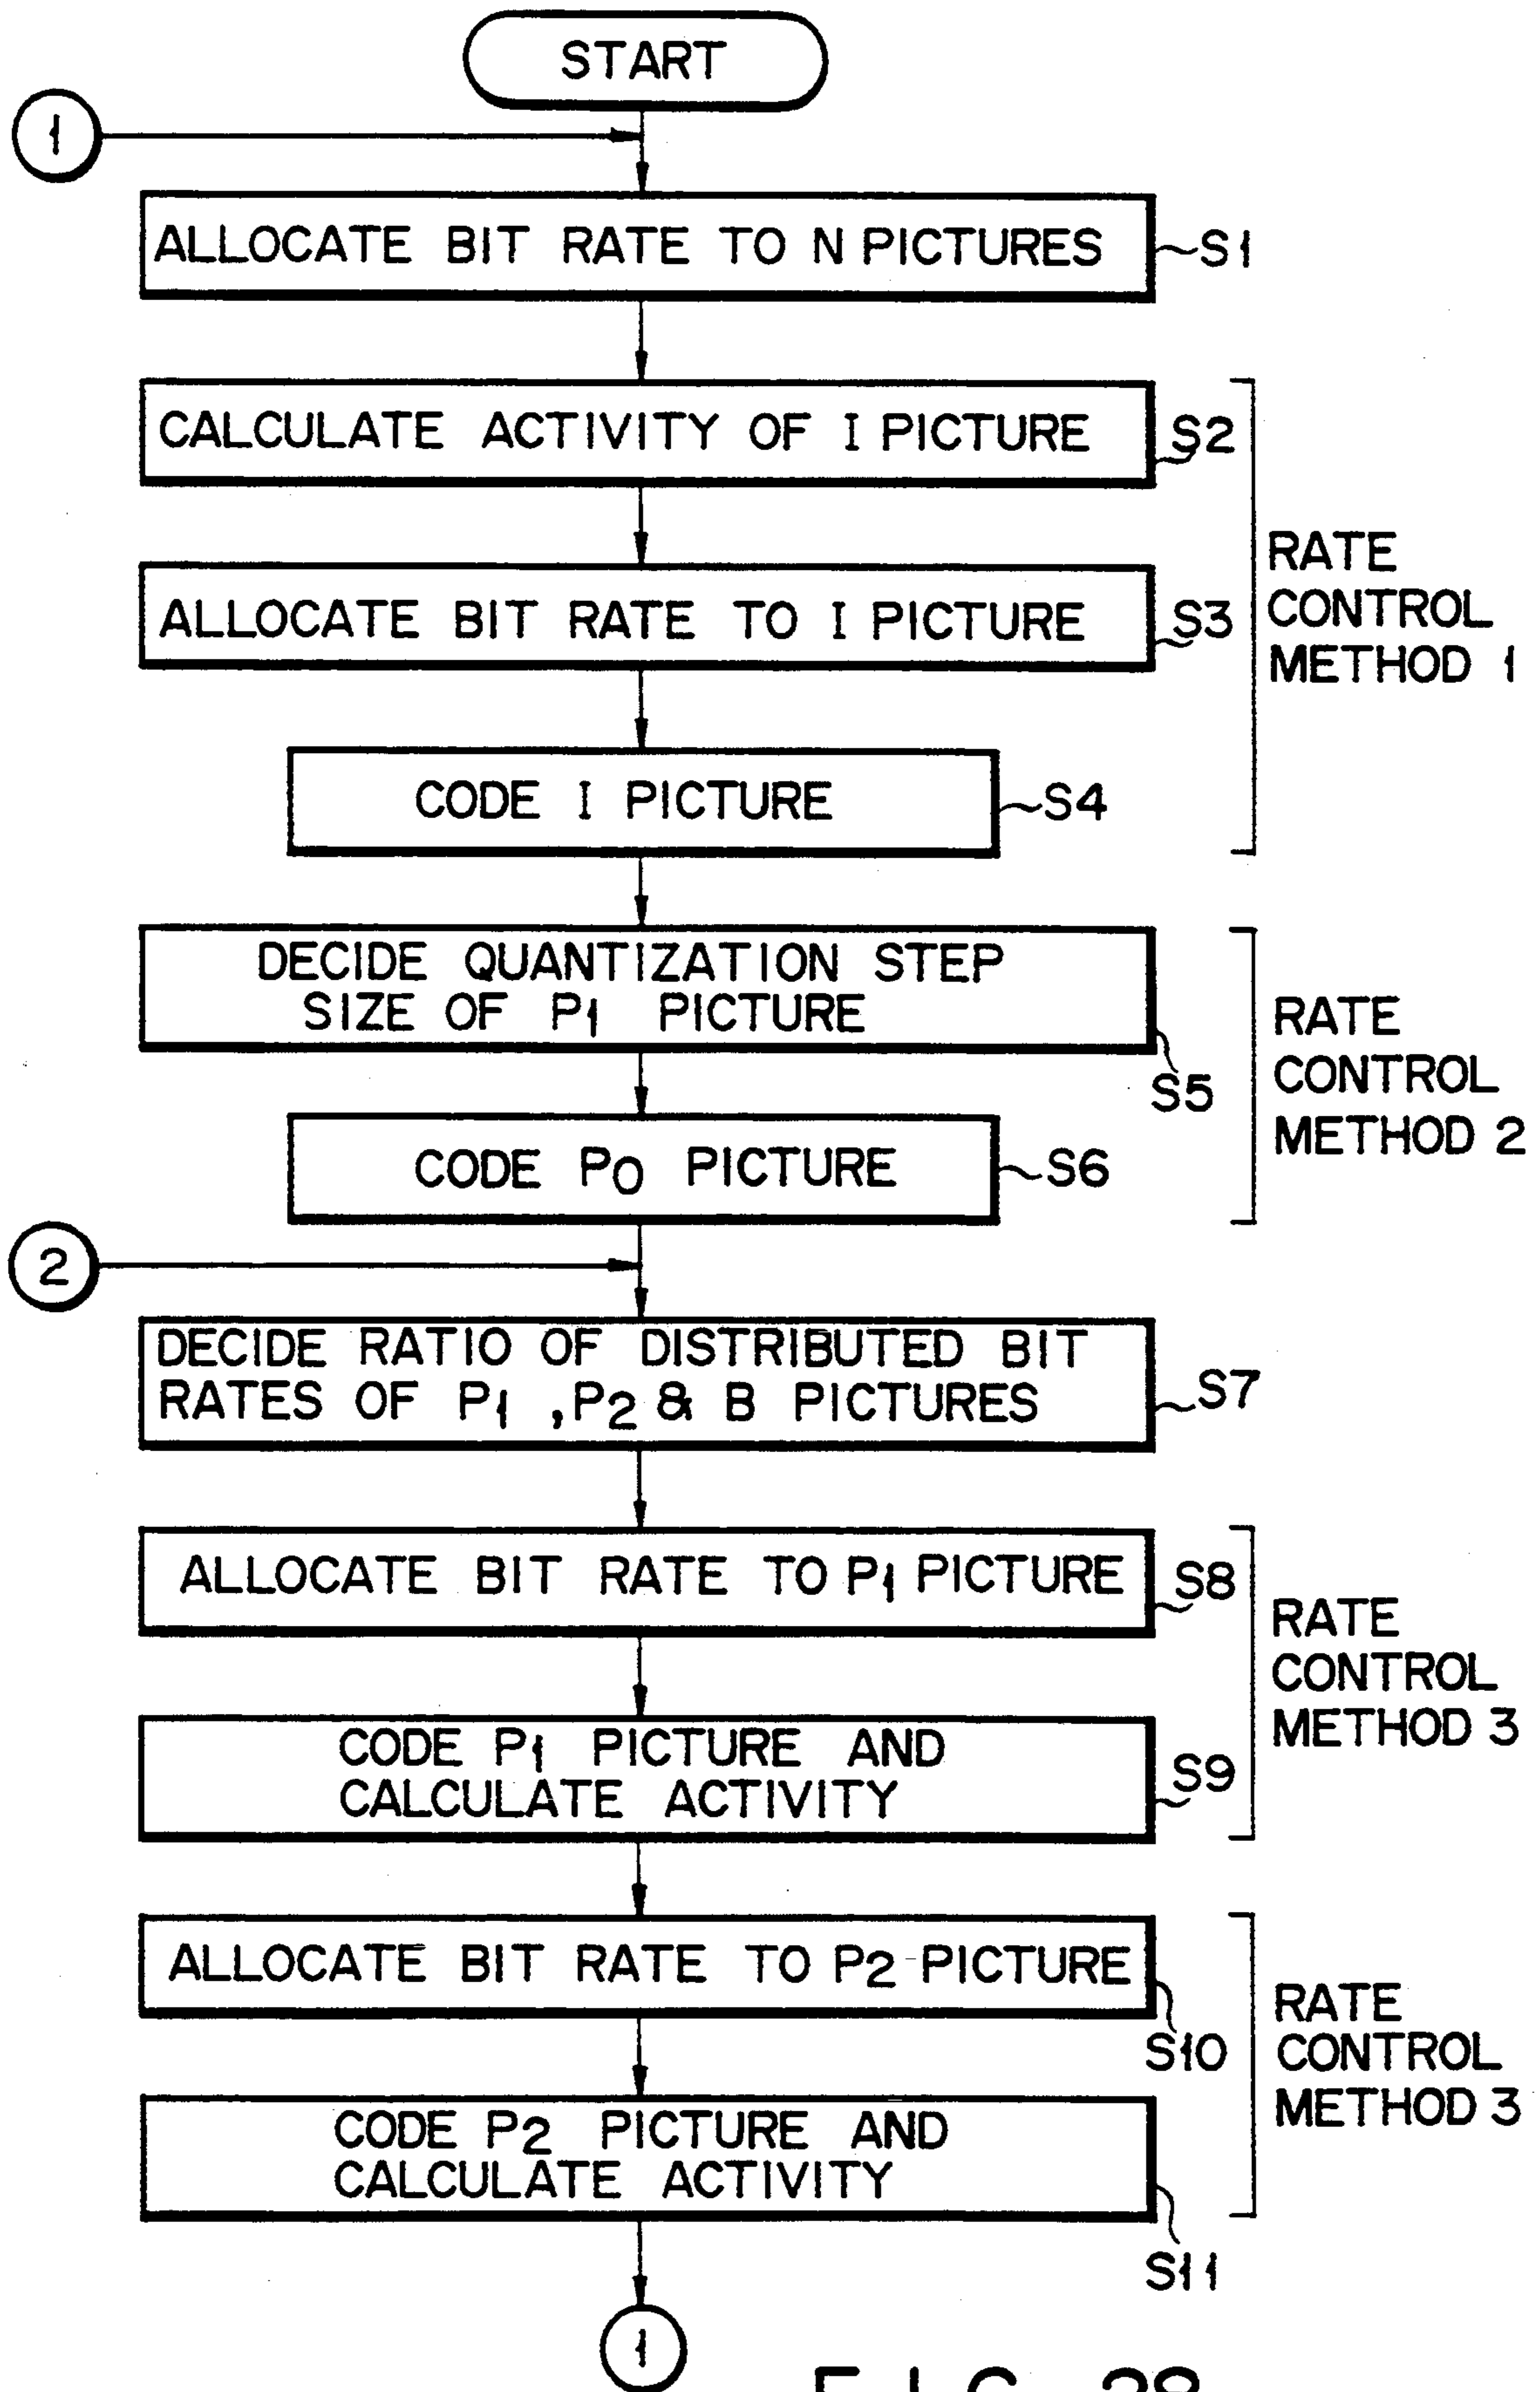 START
1
ALLOCATE BIT RATE TO N PICTURES
S1
CALCULATE ACTIVITY OF I PICTURE
S2
ALLOCATE BIT RATE TO I PICTURE
S3
RATE
CONTROL
METHOD 1
CODE I PICTURE
S4
DECIDE QUANTIZATION STEP
SIZE OF P1 PICTURE
S5
RATE
CONTROL
METHOD 2
CODE P0 PICTURE
S6
2
DECIDE RATIO OF DISTRIBUTED BIT
RATES OF P1 ,P2 & B PICTURES
S7
ALLOCATE BIT RATE TO P1 PICTURE
S8
RATE
CONTROL
METHOD 3
CODE P1 PICTURE AND
CALCULATE ACTIVITY
S9
ALLOCATE BIT RATE TO P2 PICTURE
S10
RATE
CONTROL
METHOD 3
CODE P2 PICTURE AND
CALCULATE ACTIVITY
S11
1